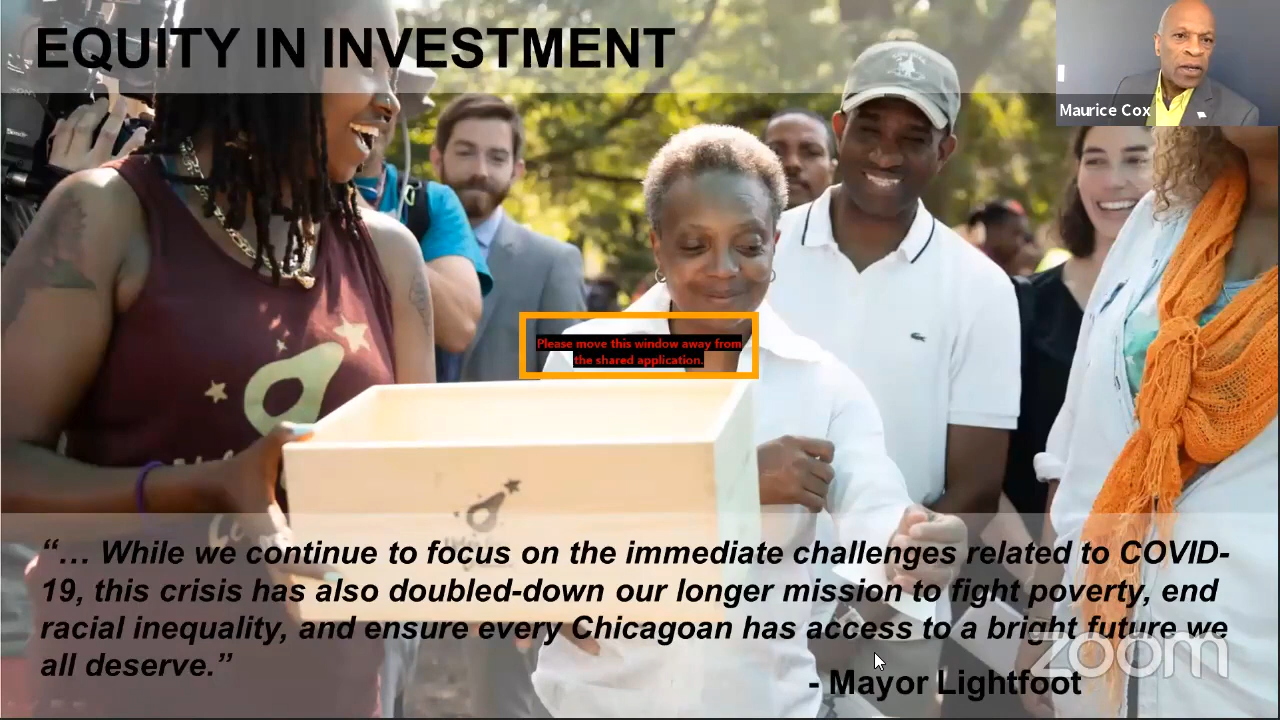 EQUITY IN INVESTMENT
Maurice Cox
Please move this window away from
the shared application.
“… While we continue to focus on the immediate challenges related to COVID-
19, this crisis has also doubled-down our longer mission to fight poverty, end
racial inequality, and ensure every Chicagoan has access to a bright future we
all deserve.”
- Mayor Lightfoot
zoom